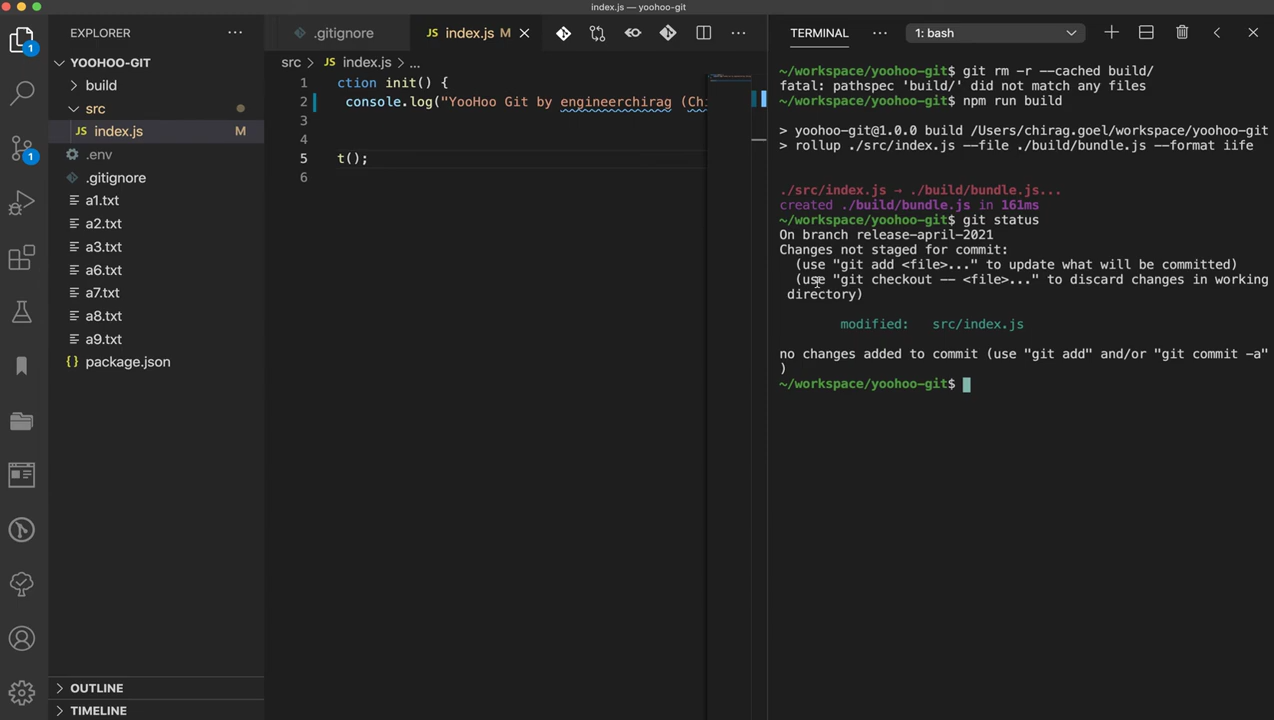 index.js — yoohoo-git
EXPLORER
YOOHOO-GIT
build
src
index.js M
.env
.gitignore
a1.txt
a2.txt
a3.txt
a6.txt
a7.txt
a8.txt
a9.txt
package.json
OUTLINE
TIMELINE
1
1
.gitignore
index.js M
src > index.js > ...
1 ction init() {
2 console.log("YooHoo Git by engineerchirag (Chi
3
4
5 t();
6
TERMINAL
1: bash
~/workspace/yoohoo-git$ git rm -r --cached build/
fatal: pathspec 'build/' did not match any files
~/workspace/yoohoo-git$ npm run build
> yoohoo-git@1.0.0 build /Users/chirag.goel/workspace/yoohoo-git
> rollup ./src/index.js --file ./build/bundle.js --format iife
./src/index.js → ./build/bundle.js...
created ./build/bundle.js in 161ms
~/workspace/yoohoo-git$ git status
On branch release-april-2021
Changes not staged for commit:
(use "git add <file>..." to update what will be committed)
(use "git checkout -- <file>..." to discard changes in working
directory)
modified: src/index.js
no changes added to commit (use "git add" and/or "git commit -a"
)
~/workspace/yoohoo-git$